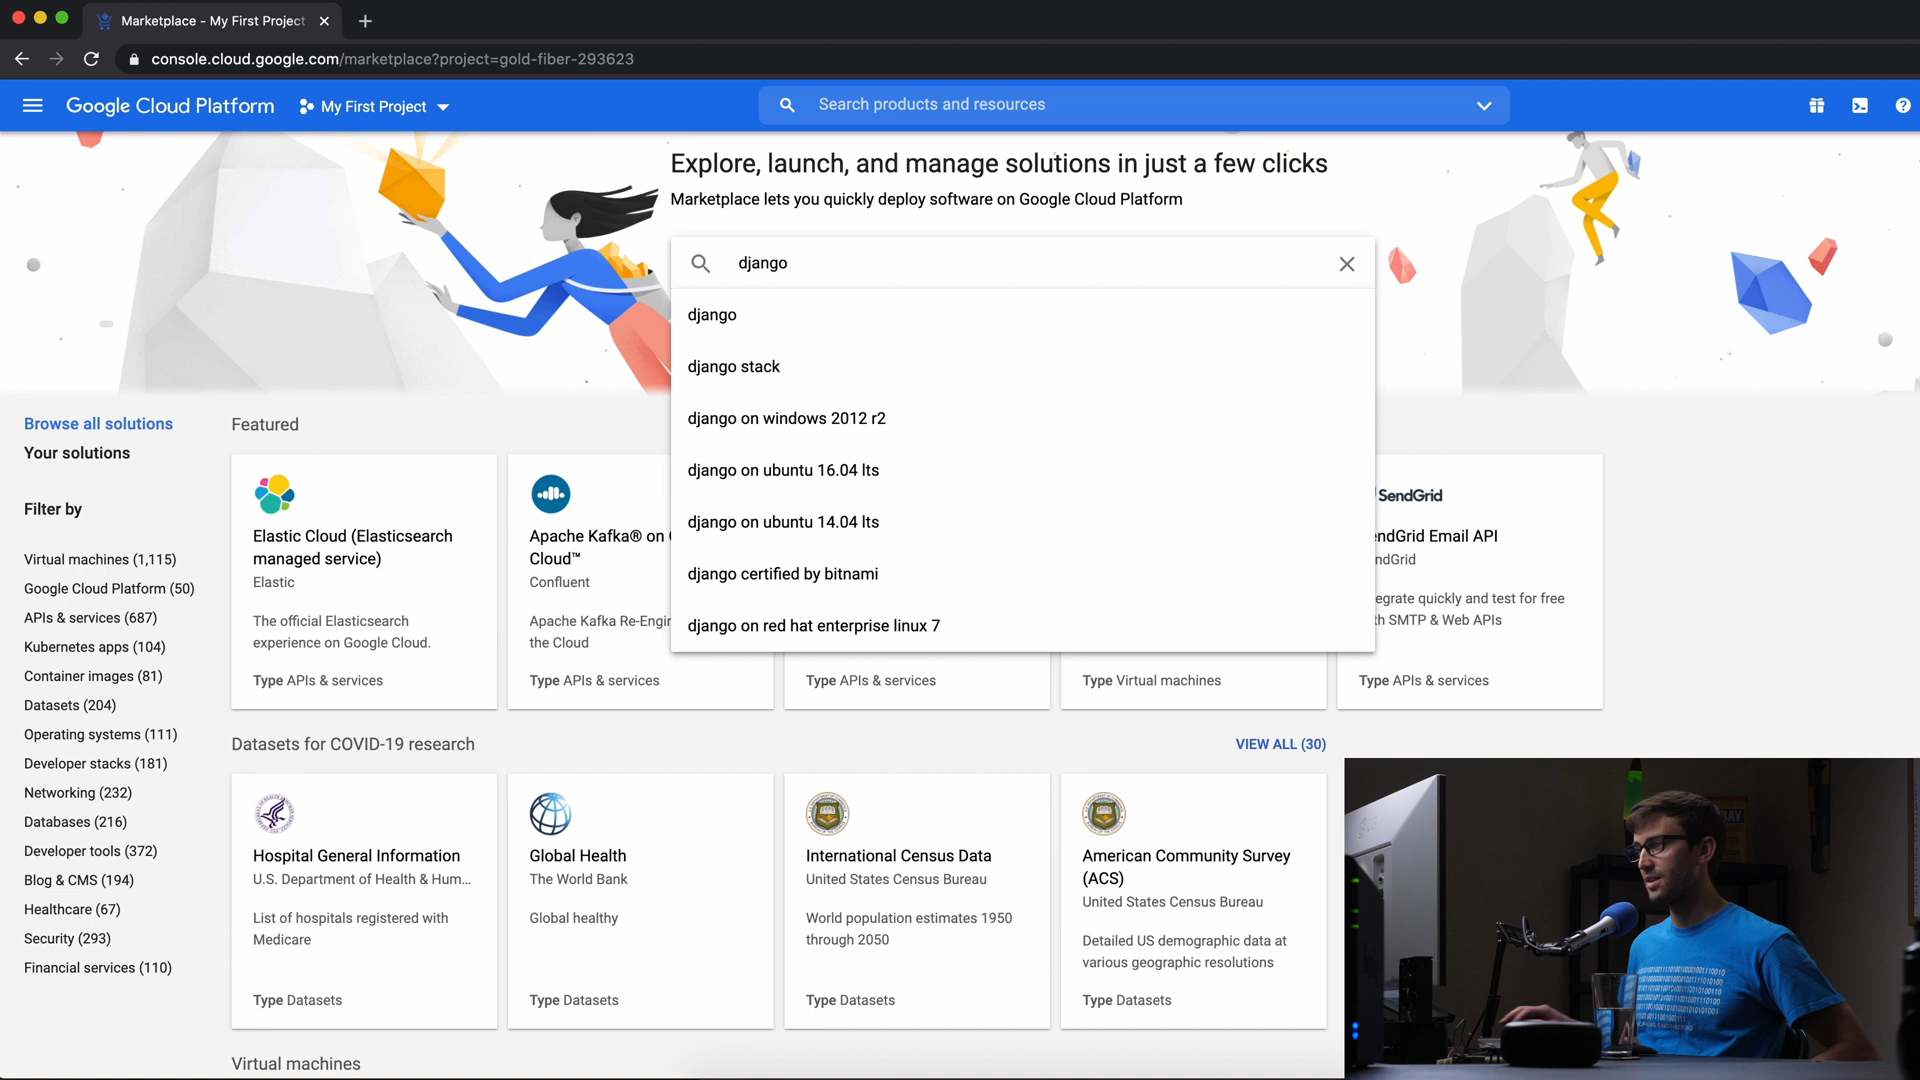 Marketplace - My First Project
console.cloud.google.com/marketplace?project=gold-fiber-293623
Google Cloud Platform
My First Project
Search products and resources
Explore, launch, and manage solutions in just a few clicks
Marketplace lets you quickly deploy software on Google Cloud Platform
django
django
django stack
django on windows 2012 r2
django on ubuntu 16.04 lts
django on ubuntu 14.04 lts
django certified by bitnami
django on red hat enterprise linux 7
Browse all solutions
Your solutions
Filter by
Virtual machines (1,115)
Google Cloud Platform (50)
APIs & services (687)
Kubernetes apps (104)
Container images (81)
Datasets (204)
Operating systems (111)
Developer stacks (181)
Networking (232)
Databases (216)
Developer tools (372)
Blog & CMS (194)
Healthcare (67)
Security (293)
Financial services (110)
Featured
Elastic Cloud (Elasticsearch
managed service)
Elastic
The official Elasticsearch
experience on Google Cloud.
Type APIs & services
Apache Kafka® on
Cloud™
Confluent
Apache Kafka Re-Engi
the Cloud
Type APIs & services
Type APIs & services
Type Virtual machines
SendGrid
endGrid Email API
ndGrid
egrate quickly and test for free
th SMTP & Web APIs
Type APIs & services
Datasets for COVID-19 research
VIEW ALL (30)
Hospital General Information
U.S. Department of Health & Hum...
List of hospitals registered with
Medicare
Type Datasets
Global Health
The World Bank
Global healthy
Type Datasets
International Census Data
United States Census Bureau
World population estimates 1950
through 2050
Type Datasets
American Community Survey
(ACS)
United States Census Bureau
Detailed US demographic data at
various geographic resolutions
Type Datasets
Virtual machines